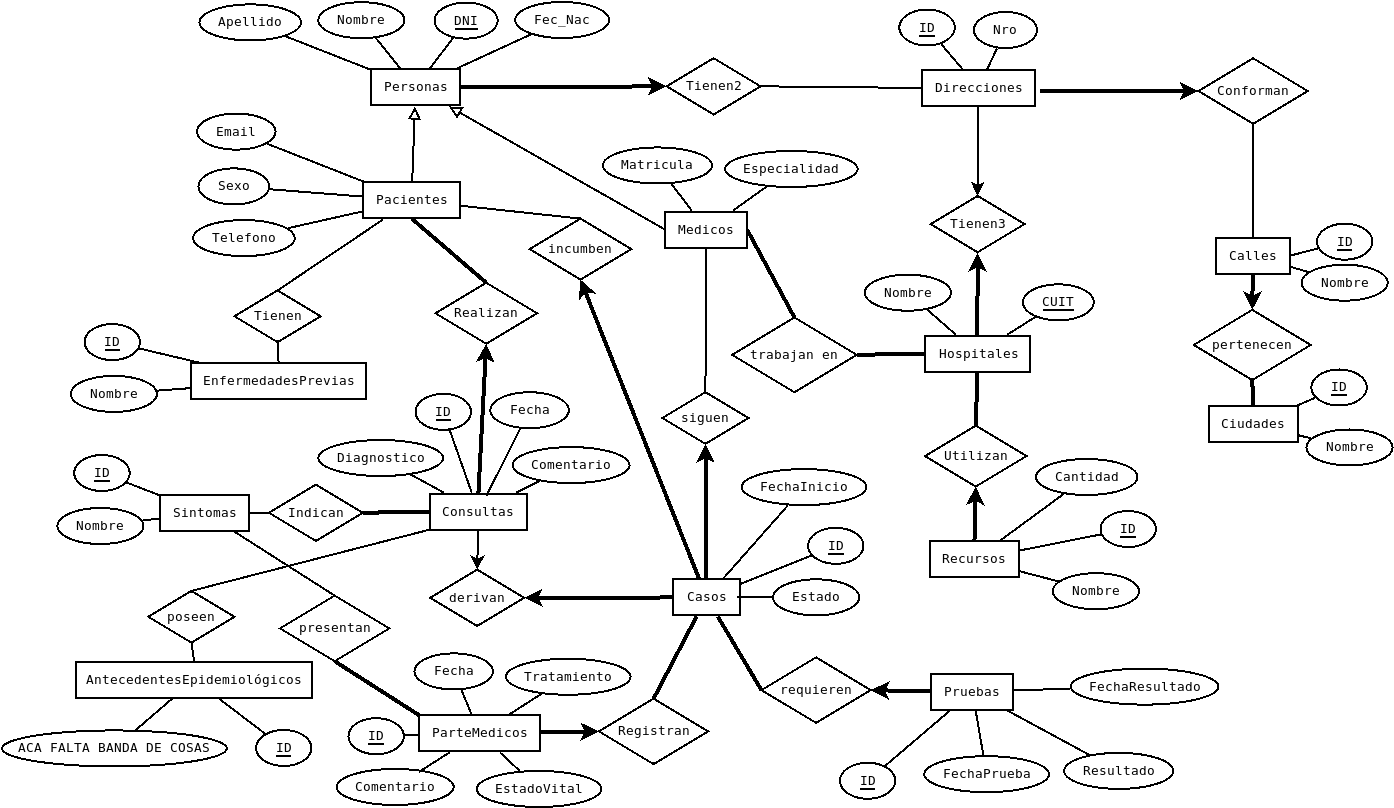 Apellido
Nombre
DNI
Fec_Nac
ID
Nro
Personas
Tienen2
Direcciones
Conforman
Email
Sexo
Telefono
Pacientes
incumben
Matricula
Especialidad
Medicos
Tienen3
Calles
ID
Nombre
Tienen
Realizan
Nombre
CUIT
trabajan en
Hospitales
pertenecen
ID
Nombre
EnfermedadesPrevias
ID
Fecha
siguen
Ciudades
ID
Nombre
Diagnostico
Comentario
Utilizan
ID
Nombre
Sintomas
Indican
Consultas
FechaInicio
Cantidad
ID
Nombre
Recursos
ID
Estado
derivan
Casos
poseen
presentan
AntecedentesEpidemiológicos
ACA FALTA BANDA DE COSAS
ID
Fecha
Tratamiento
ID
ParteMedicos
Registran
Comentario
EstadoVital
requieren
Pruebas
FechaResultado
ID
FechaPrueba
Resultado